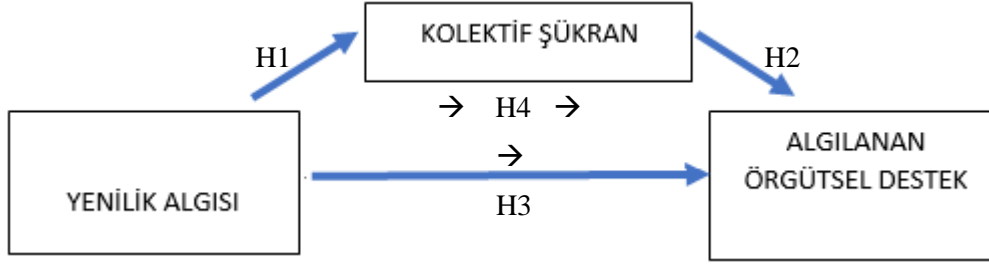 KOLEKTİF ŞÜKRAN
H1
H2
→ H4 →
ALGILANAN
ÖRGÜTSEL DESTEK
→
YENİLİK ALGISI
H3